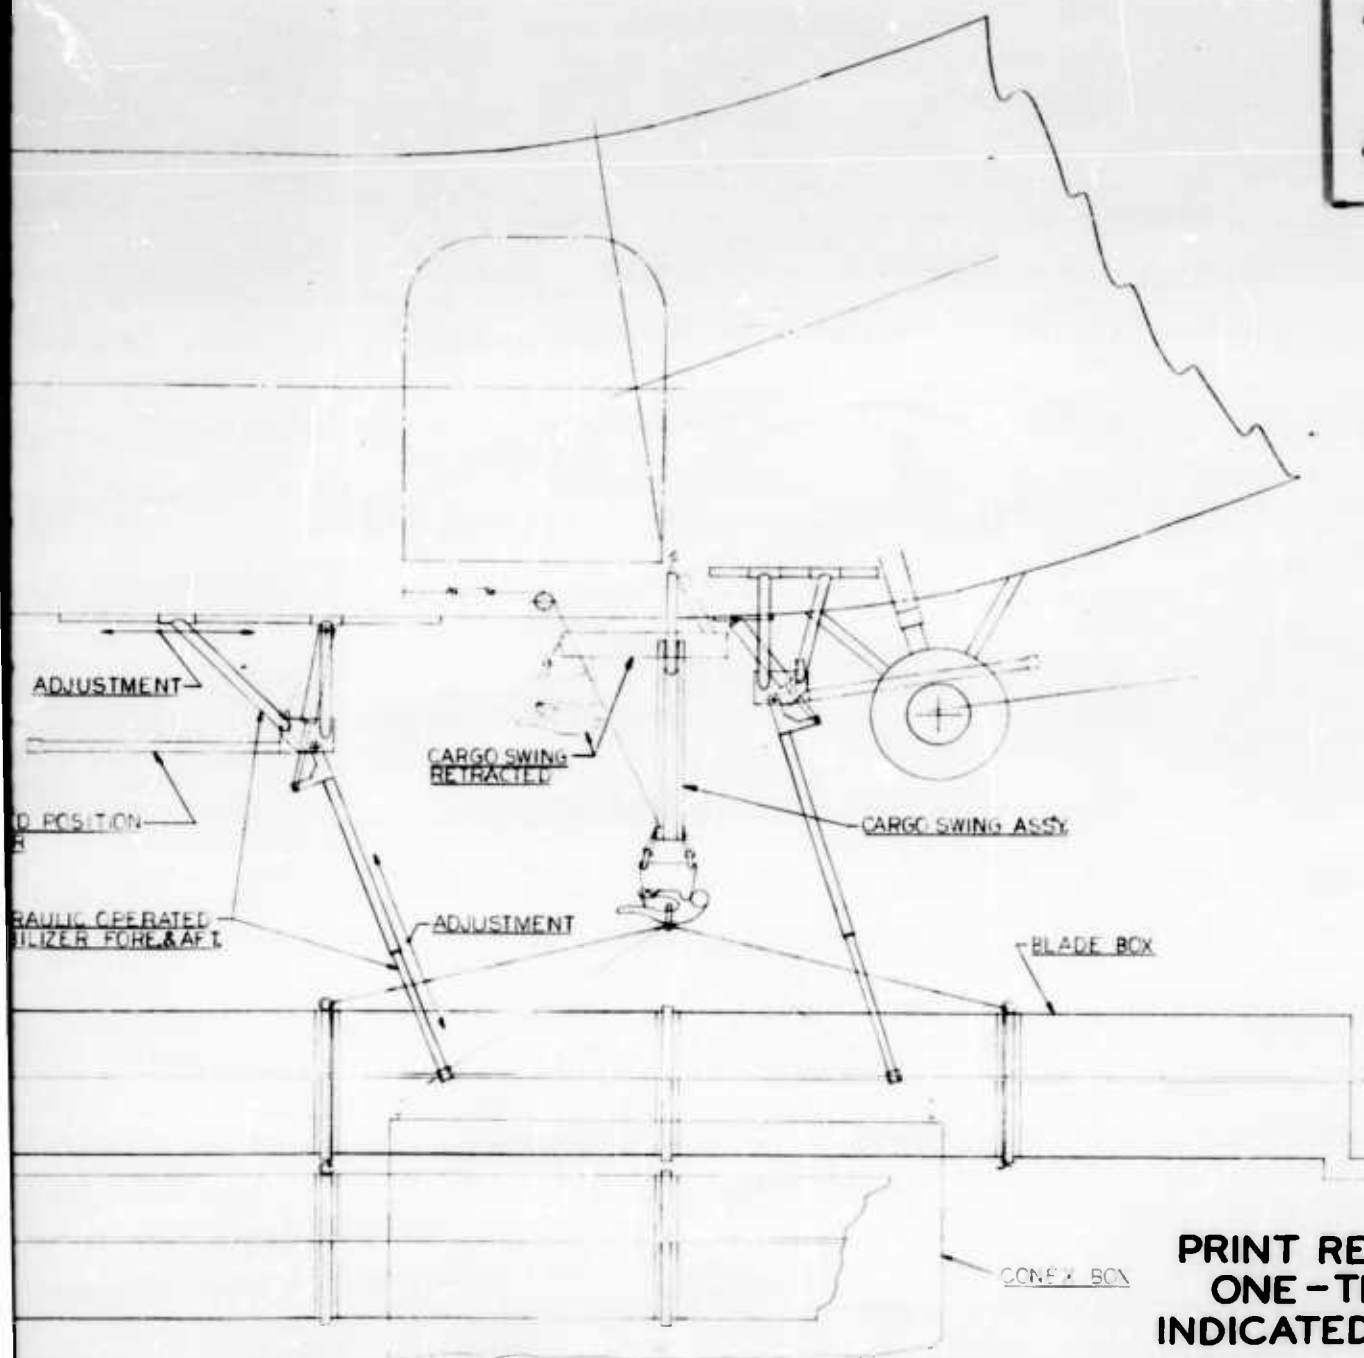 ADJUSTMENT
CARGO SWING
RETRACTED
D POSITION
R
CARGO SWING ASSY.
RAULIC OPERATED
BILIZER FORE.& AFT.
ADJUSTMENT
BLADE BOX
CONEX BOX
PRINT RE
ONE-T
INDICATED